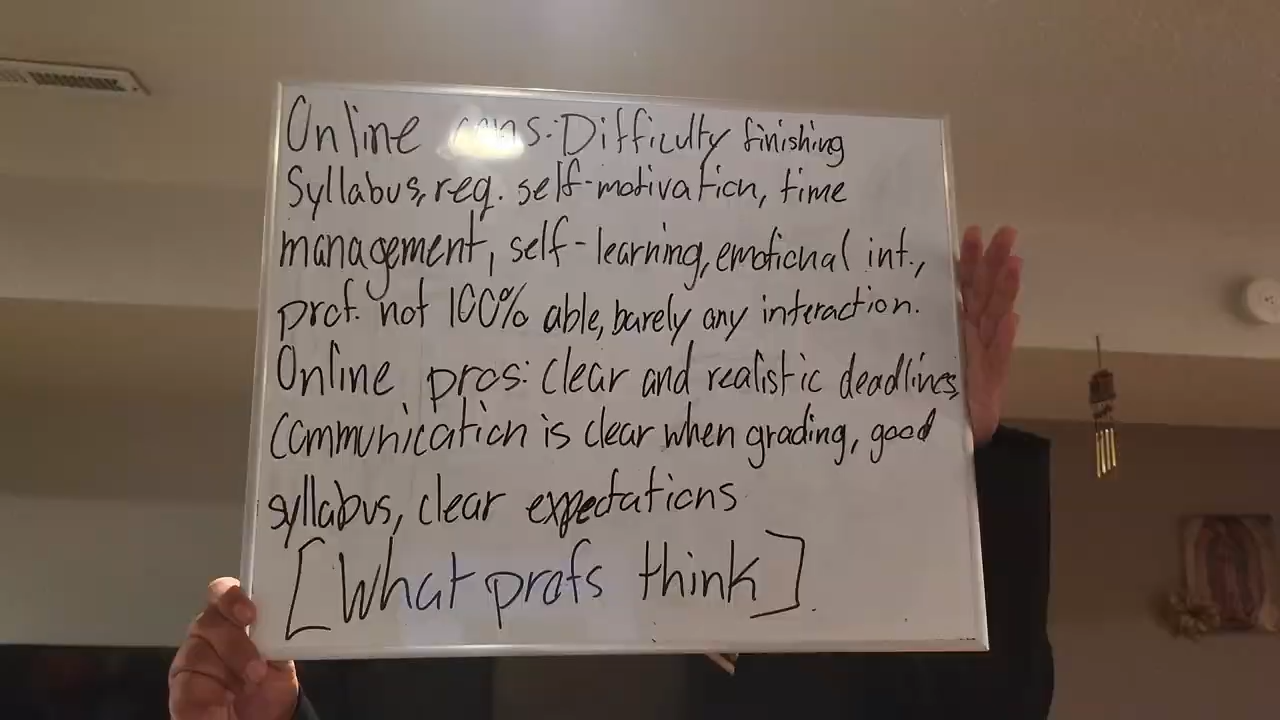 Online cons: Difficulty finishing
Syllabus, req. self-motivation, time
management, self-learning, emotional int.,
prof. not 100% able, barely any interaction.
Online pros: clear and realistic deadlines,
communication is clear when grading, good
syllabus, clear expectations
[What profs think].